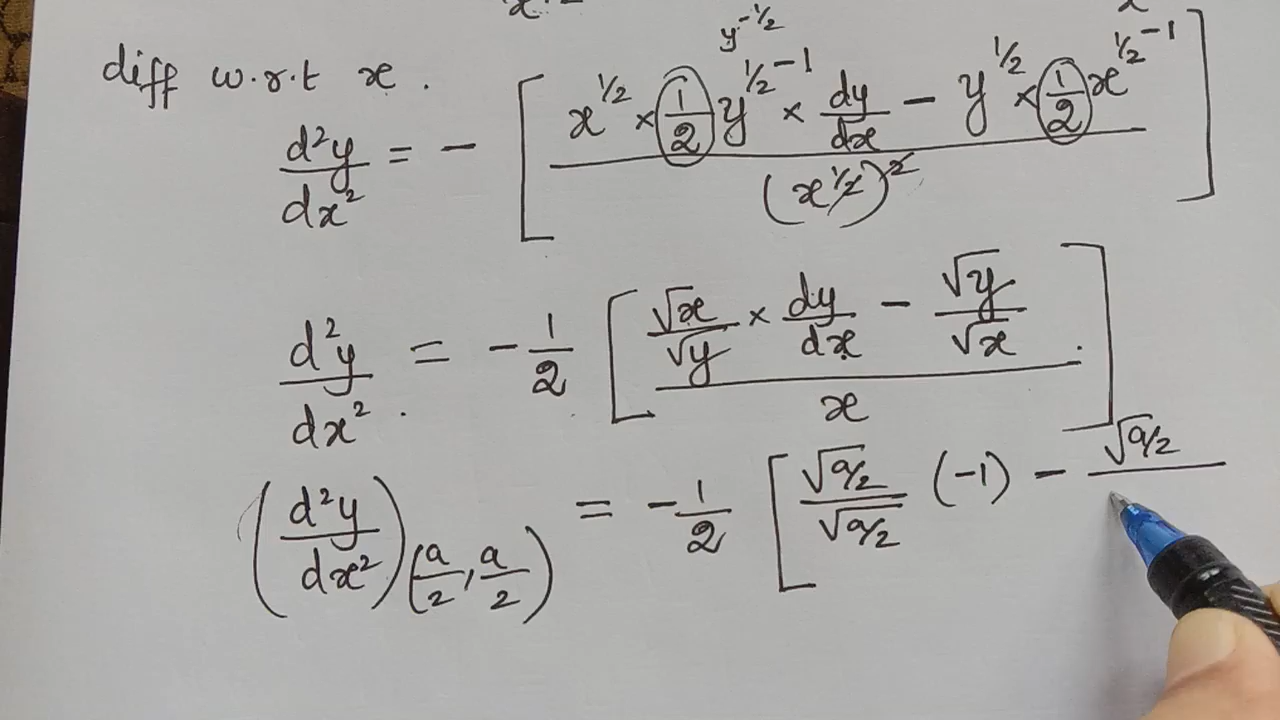 diff w.r.t x.
y^{-1/2}
d²y/dx² = - [ (x^{1/2} × (1/2) y^{1/2 -1} × dy/dx - y^{1/2} × (1/2) x^{1/2 -1}) / (x^{1/2})² ]
d²y/dx² = -1/2 [ (√x/√y × dy/dx - √y/√x) / x ]
(d²y/dx²)(a/2, a/2) = -1/2 [ √a/2 / √a/2 (-1) - √a/2